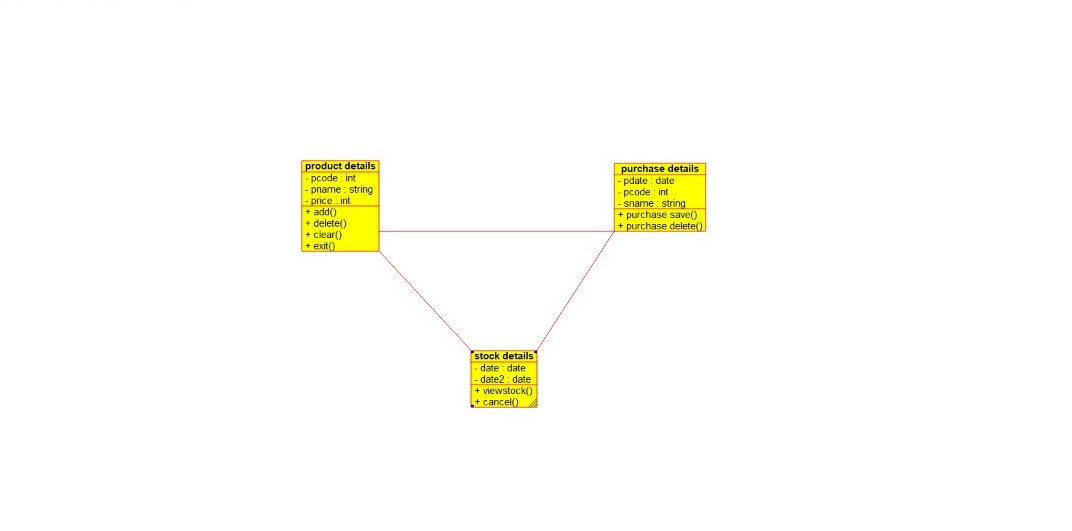 product details
- pcode : int
- pname : string
- price : int
+ add()
+ delete()
+ clear()
+ exit()
purchase details
- pdate : date
- pcode : int
- sname : string
+ purchase save()
+ purchase delete()
stock details
- date : date
- date2 : date
+ viewstock()
+ cancel()